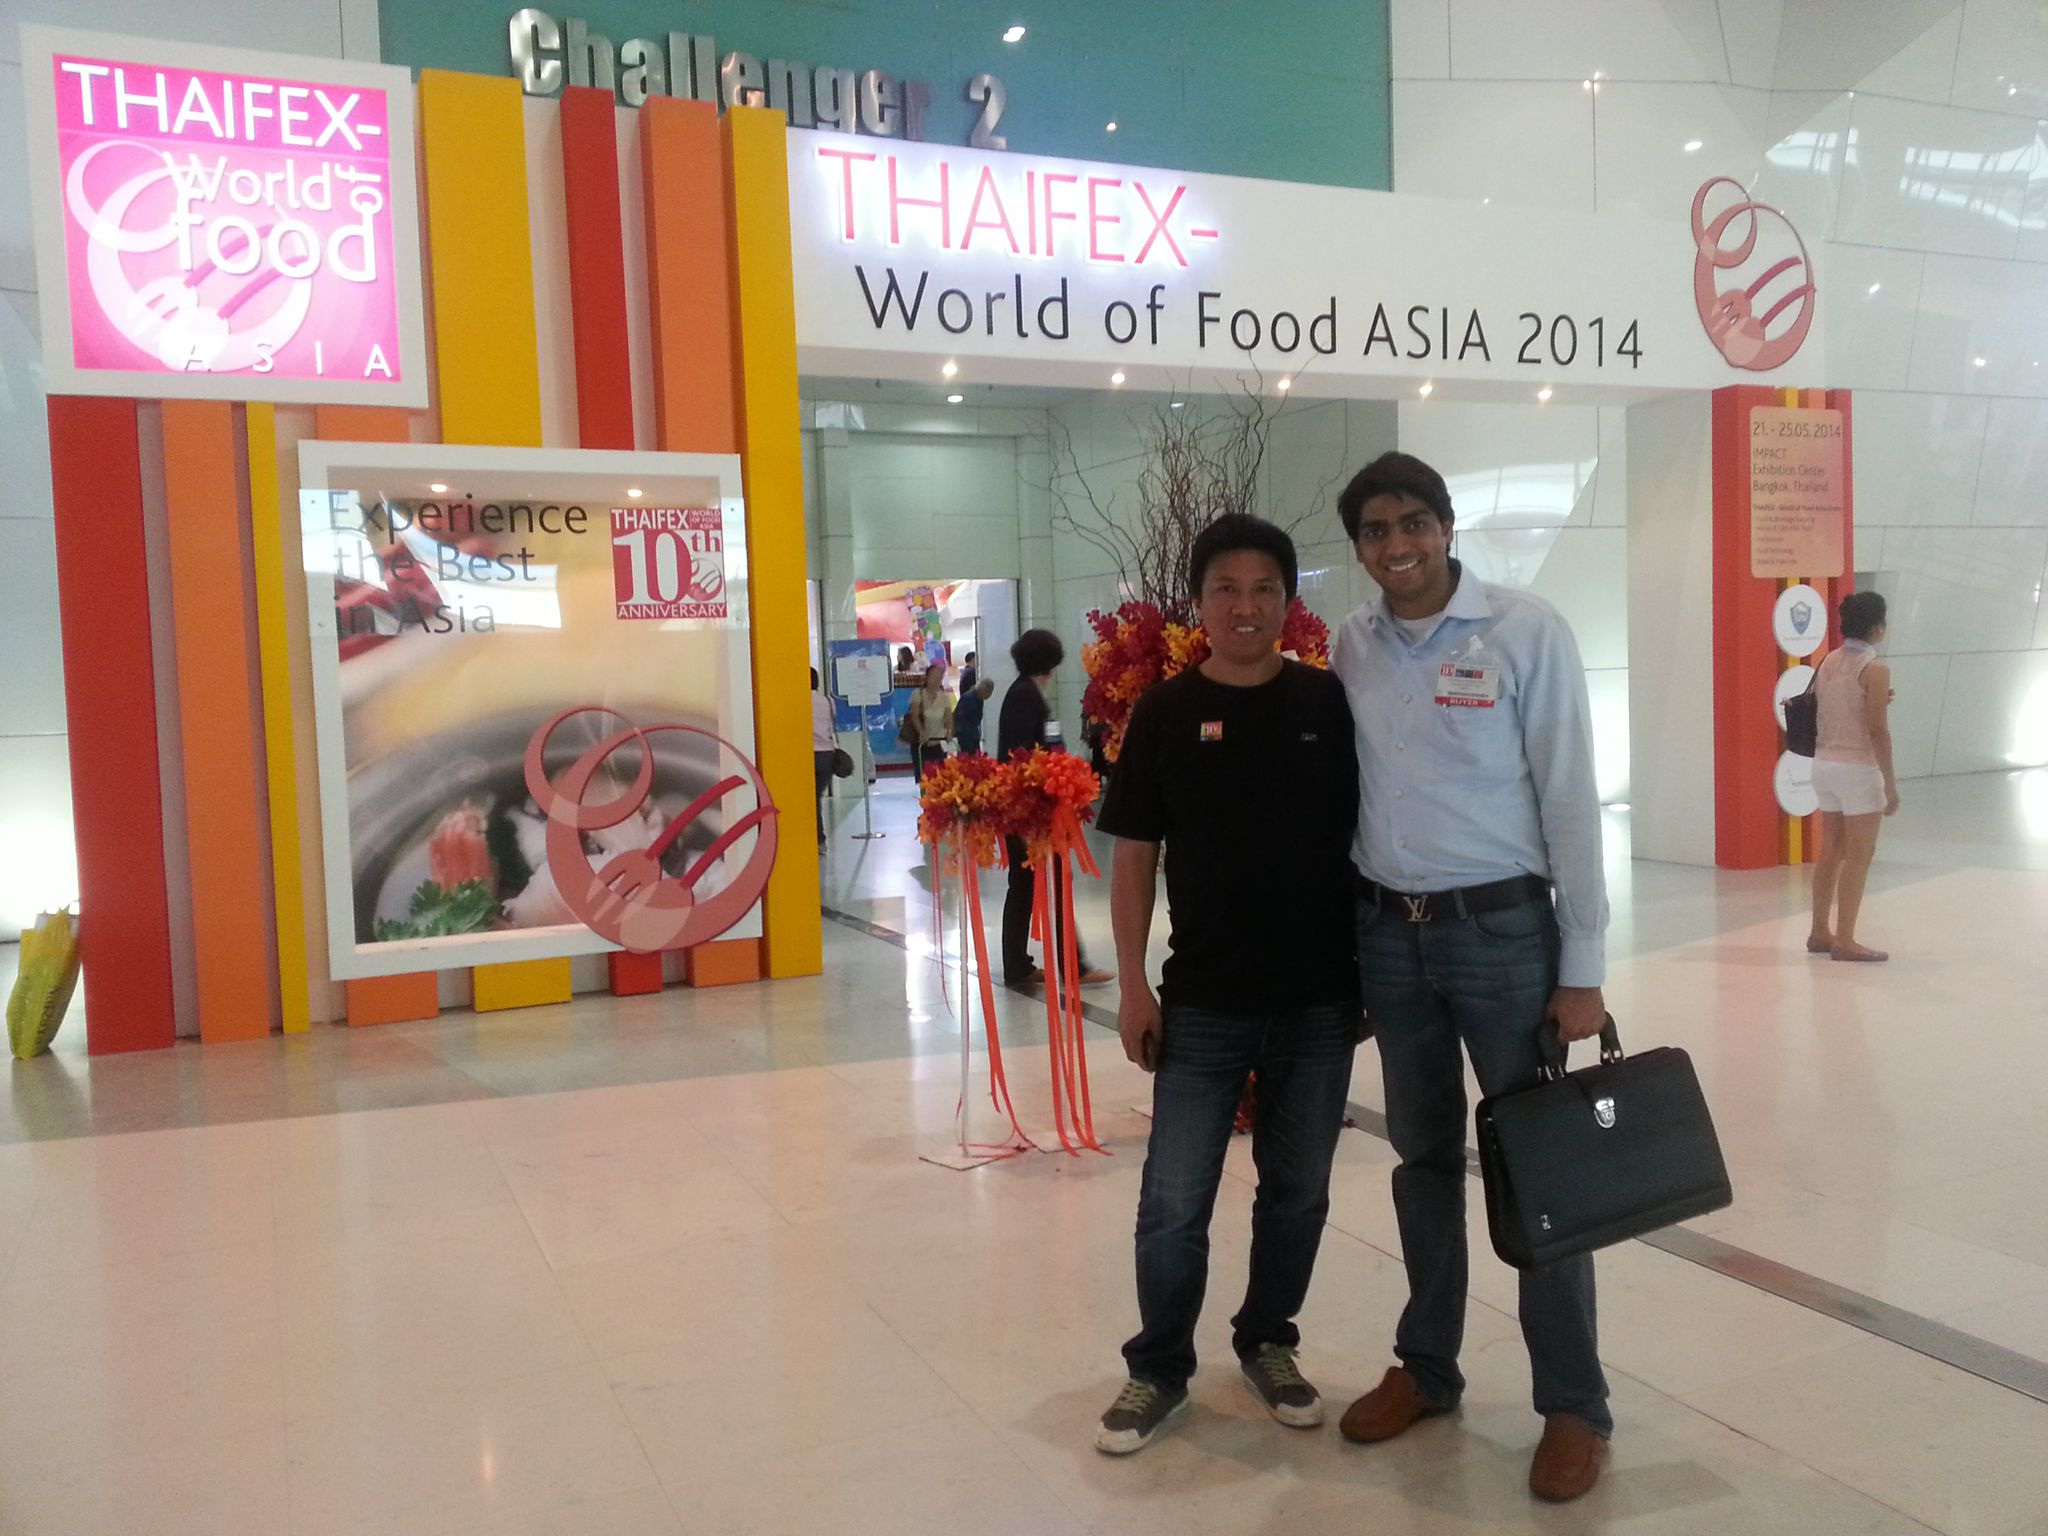 Challenger 2
THAIFEX-
World of
food
ASIA
THAIFEX-
World of Food ASIA 2014
Experience
the Best
in Asia
THAIFEX WORLD OF FOOD ASIA
10th
ANNIVERSARY
21. - 25.05. 2014
IMPACT
Exhibition Center
Bangkok, Thailand
BUYER